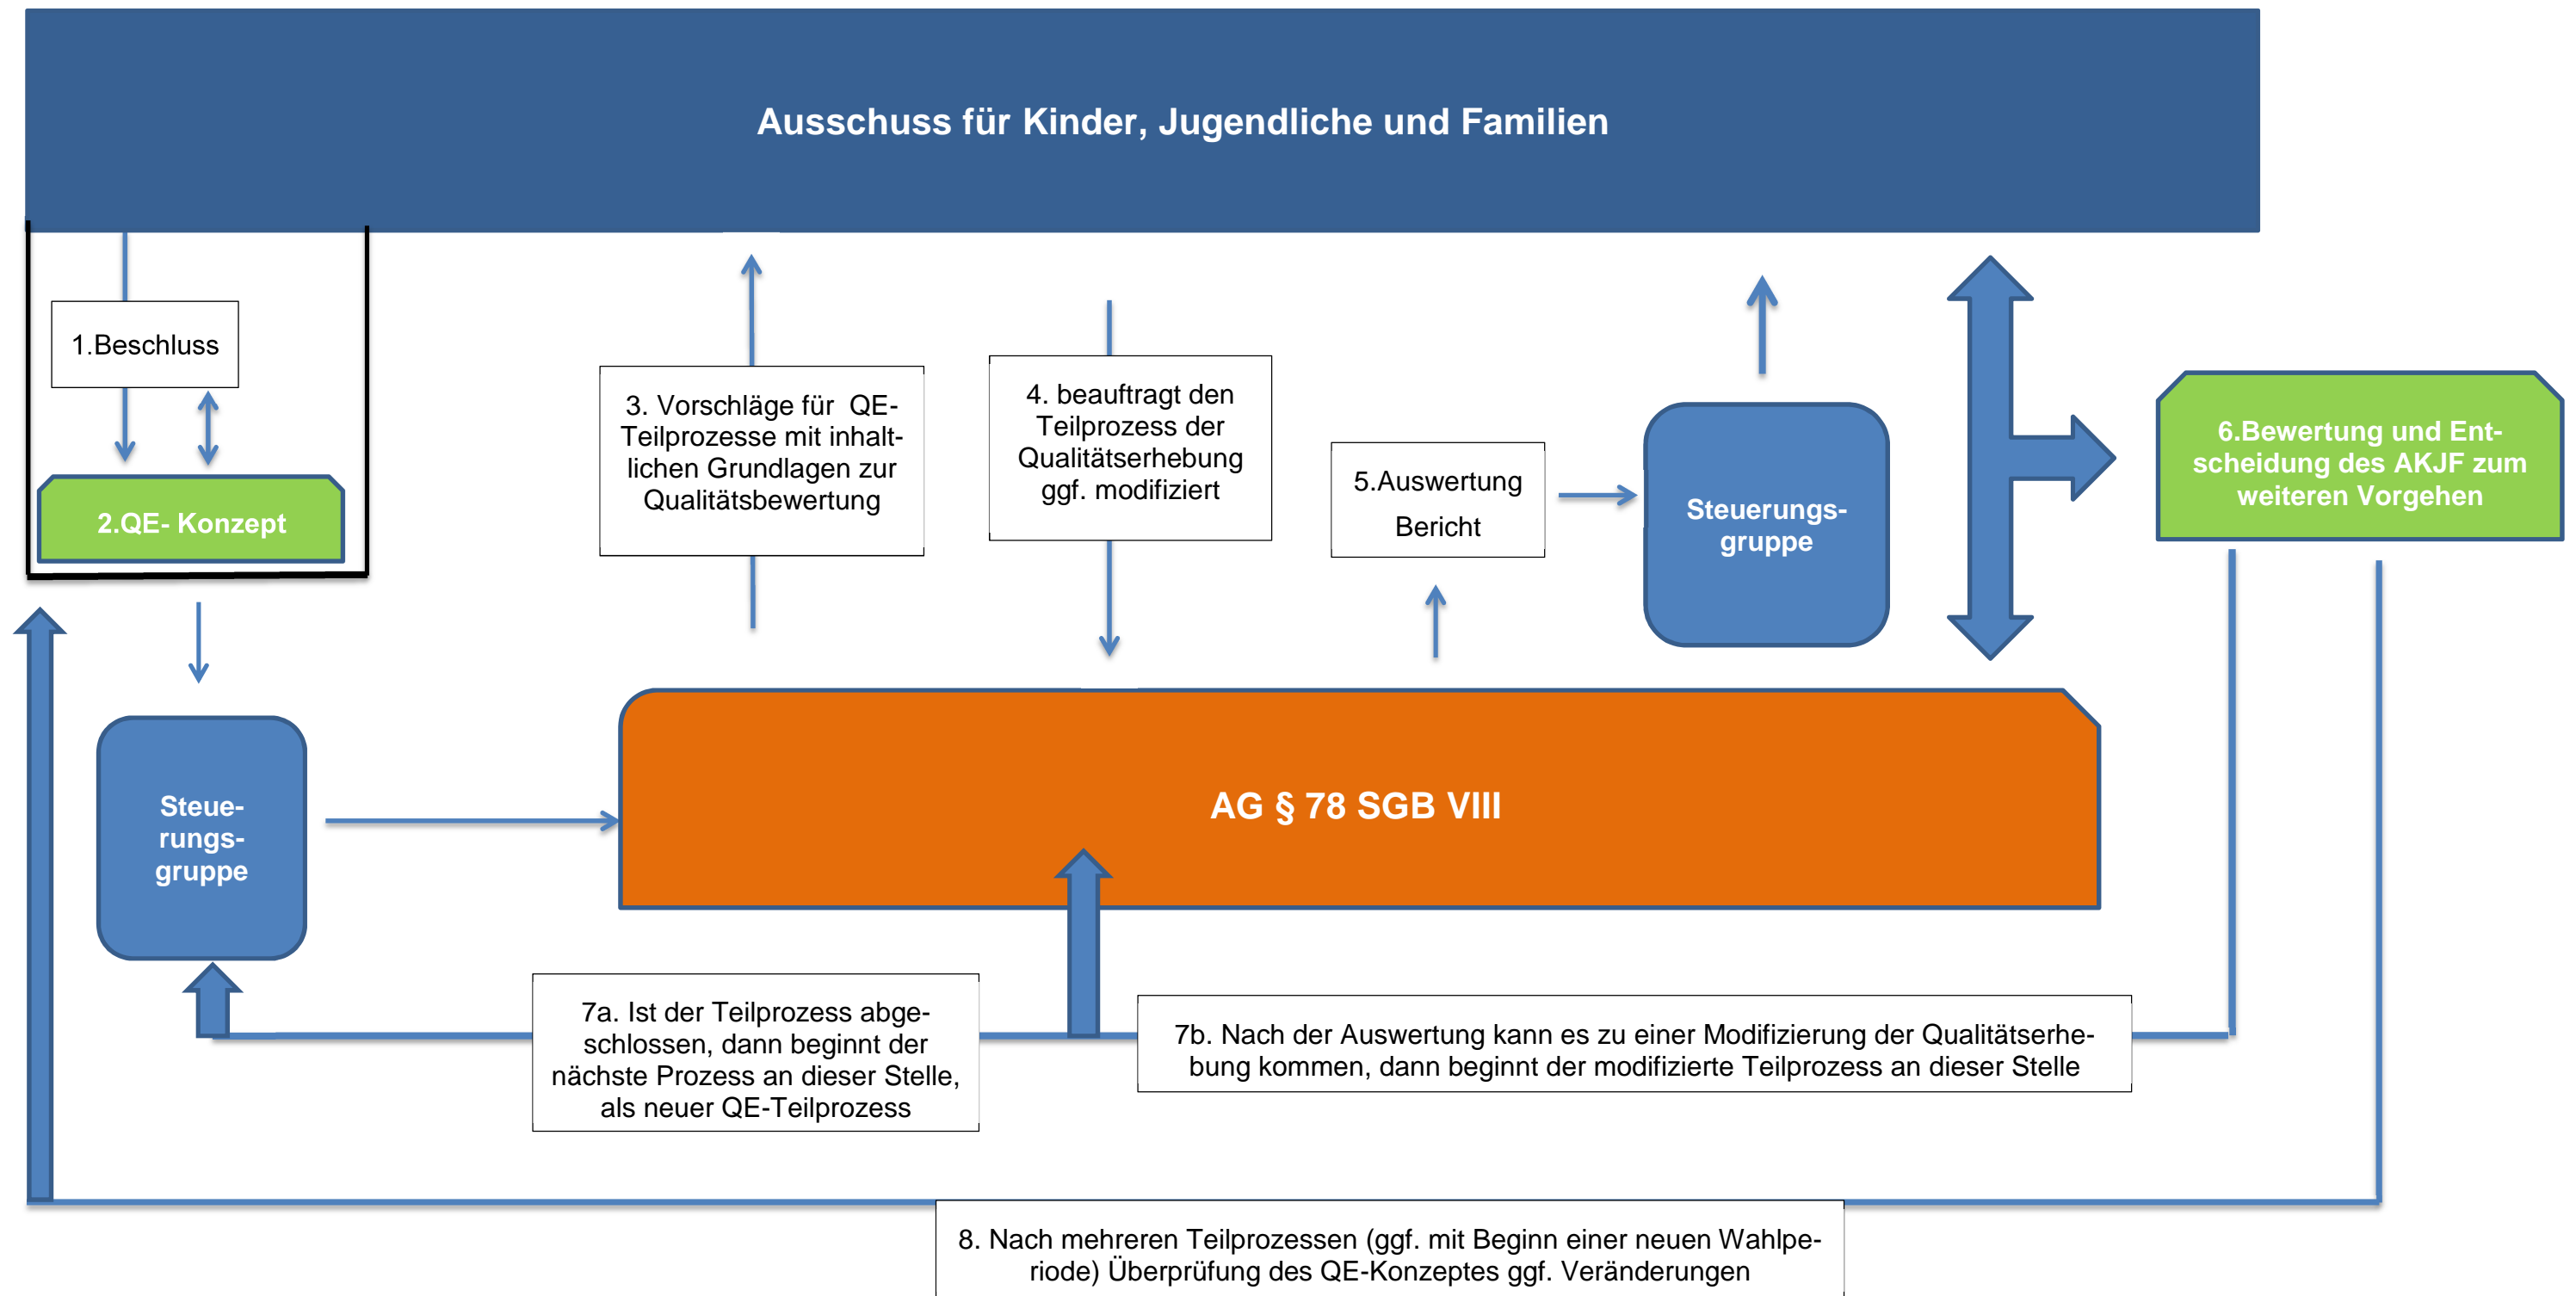 Ausschuss für Kinder, Jugendliche und Familien
1.Beschluss
2.QE- Konzept
3. Vorschläge für QE-
Teilprozesse mit inhalt-
lichen Grundlagen zur
Qualitätsbewertung
4. beauftragt den
Teilprozess der
Qualitätserhebung
ggf. modifiziert
5.Auswertung
Bericht
Steuerungs-
gruppe
6.Bewertung und Ent-
scheidung des AKJF zum
weiteren Vorgehen
Steue-
rungs-
gruppe
AG § 78 SGB VIII
7a. Ist der Teilprozess abge-
schlossen, dann beginnt der
nächste Prozess an dieser Stelle,
als neuer QE-Teilprozess
7b. Nach der Auswertung kann es zu einer Modifizierung der Qualitätserhe-
bung kommen, dann beginnt der modifizierte Teilprozess an dieser Stelle
8. Nach mehreren Teilprozessen (ggf. mit Beginn einer neuen Wahlpe-
riode) Überprüfung des QE-Konzeptes ggf. Veränderungen